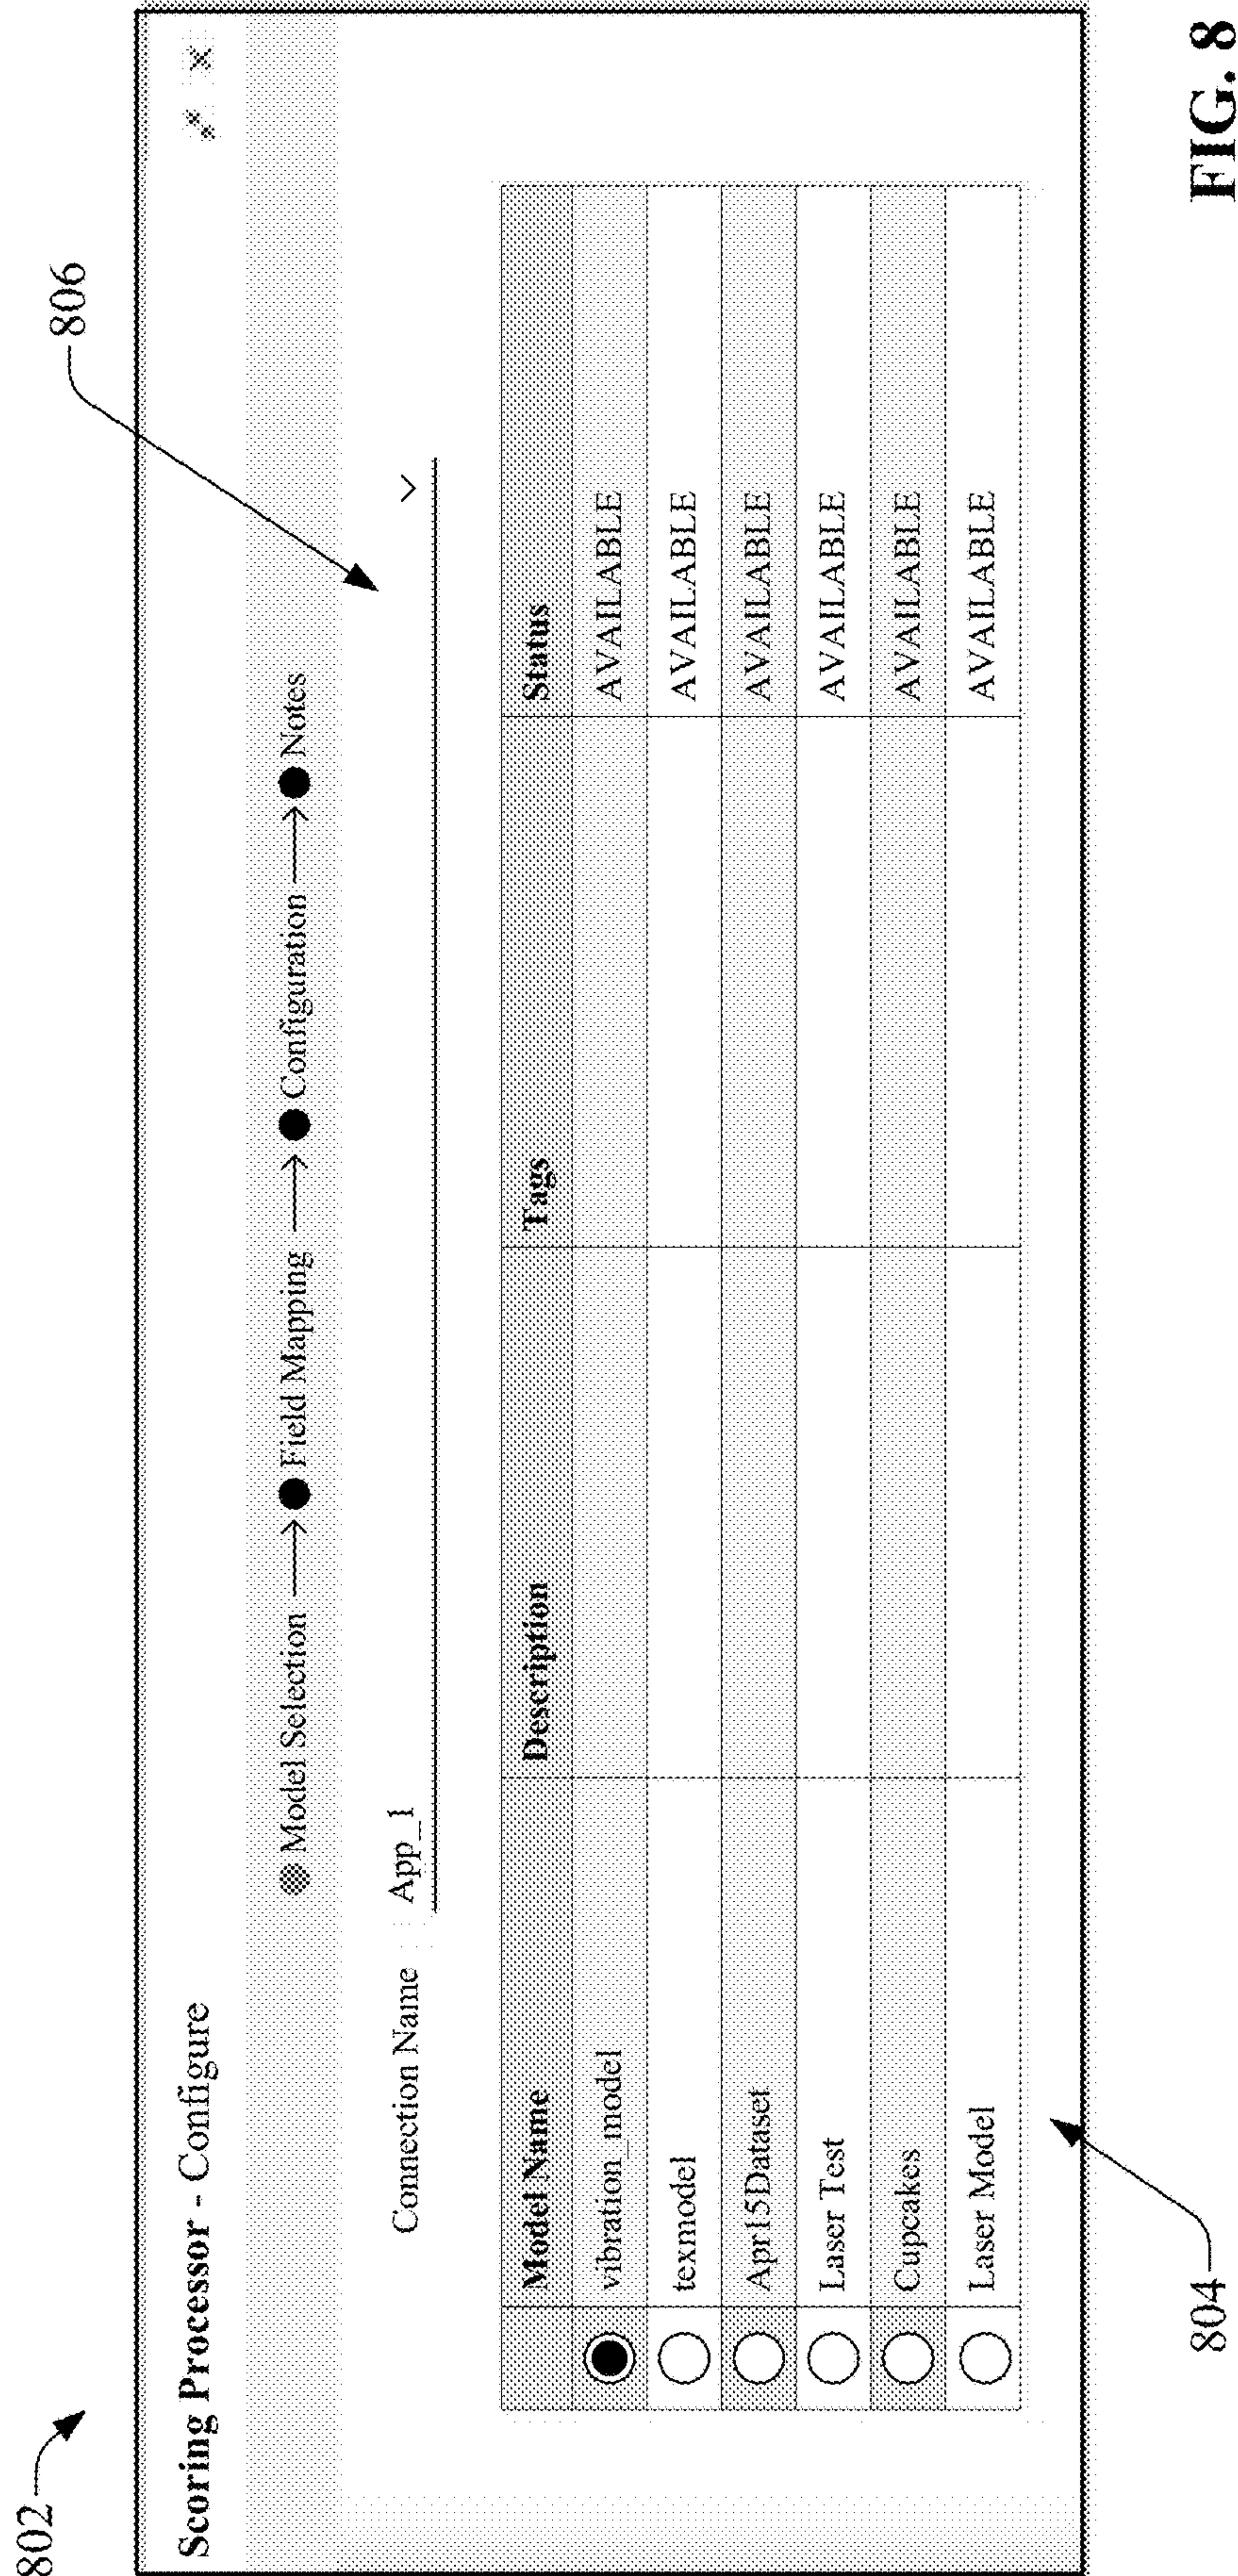 802
806
Scoring Processor - Configure
Model Selection Field Mapping Configuration Notes
Connection Name App_1
Model Name Description Tags Status
vibration_model AVAILABLE
texmodel AVAILABLE
Apr15Dataset AVAILABLE
Laser Test AVAILABLE
Cupcakes AVAILABLE
Laser Model AVAILABLE
804
FIG. 8